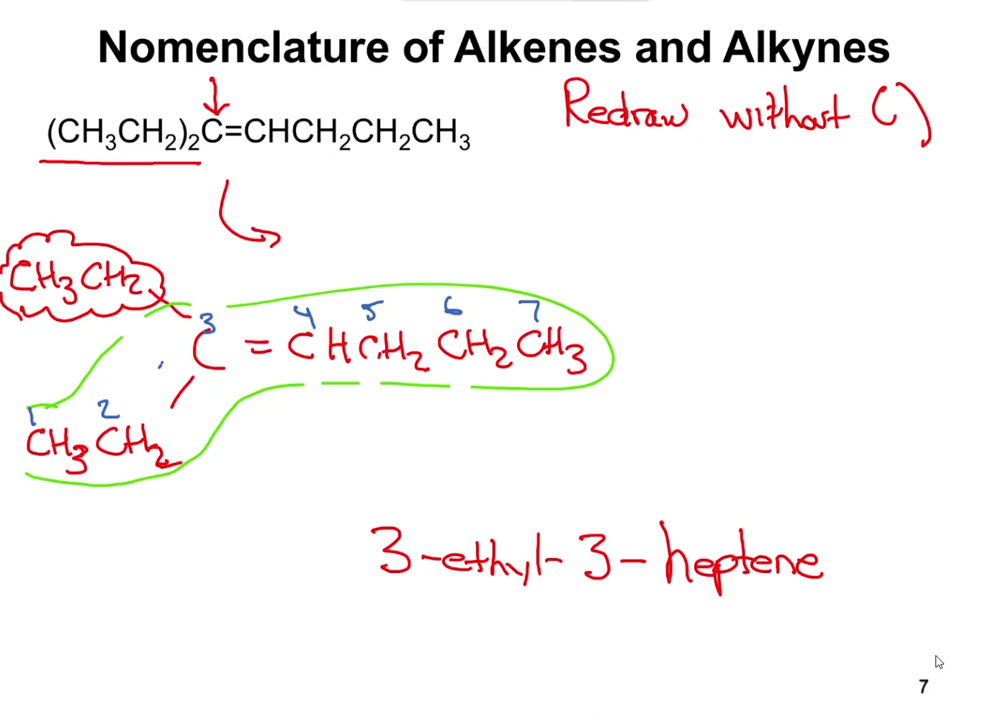 Nomenclature of Alkenes and Alkynes
(CH₃CH₂)₂C=CHCH₂CH₂CH₃
Redraw without ( )
CH₃CH₂
3 4 5 6 7
C = CHCH₂CH₂CH₃
1 2
CH₃CH₂
3-ethyl-3-heptene
7